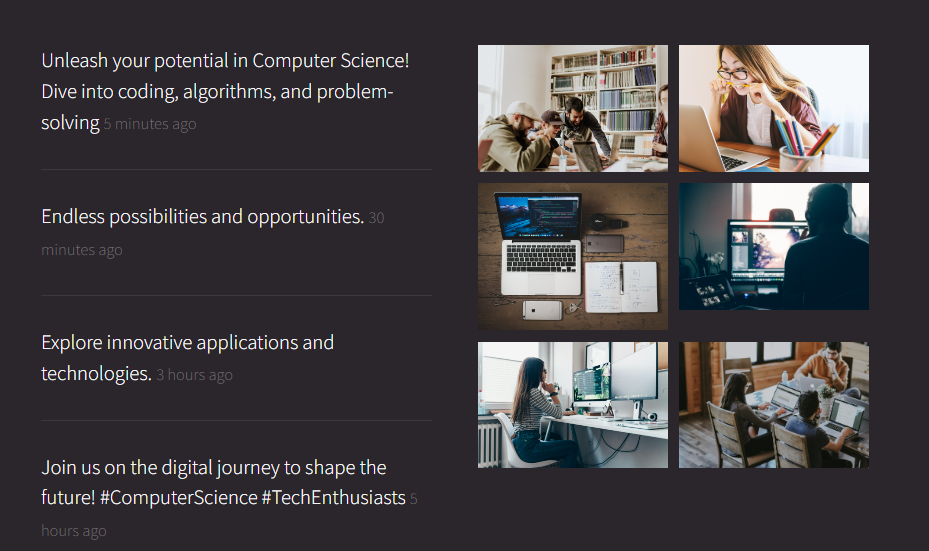 Unleash your potential in Computer Science!
Dive into coding, algorithms, and problem-
solving 5 minutes ago
Endless possibilities and opportunities. 30
minutes ago
Explore innovative applications and
technologies. 3 hours ago
Join us on the digital journey to shape the
future! #ComputerScience #TechEnthusiasts 5
hours ago